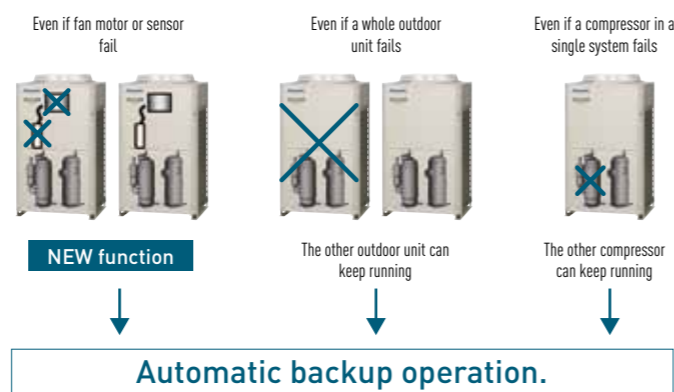 Even if fan motor or sensor
fail
Even if a whole outdoor
unit fails
Even if a compressor in a
single system fails
NEW function
The other outdoor unit can
keep running
The other compressor
can keep running
Automatic backup operation.